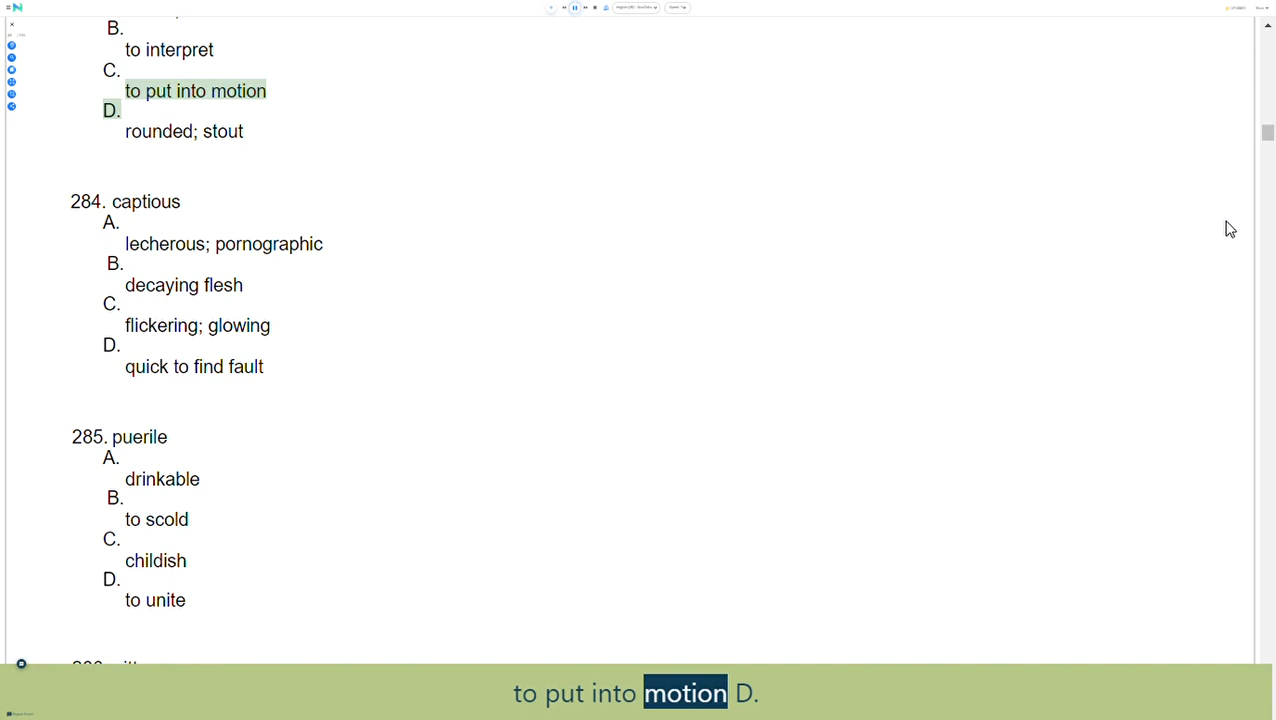 B.
to interpret
C.
to put into motion
D.
rounded; stout
284. captious
A.
lecherous; pornographic
B.
decaying flesh
C.
flickering; glowing
D.
quick to find fault
285. puerile
A.
drinkable
B.
to scold
C.
childish
D.
to unite
to put into motion D.